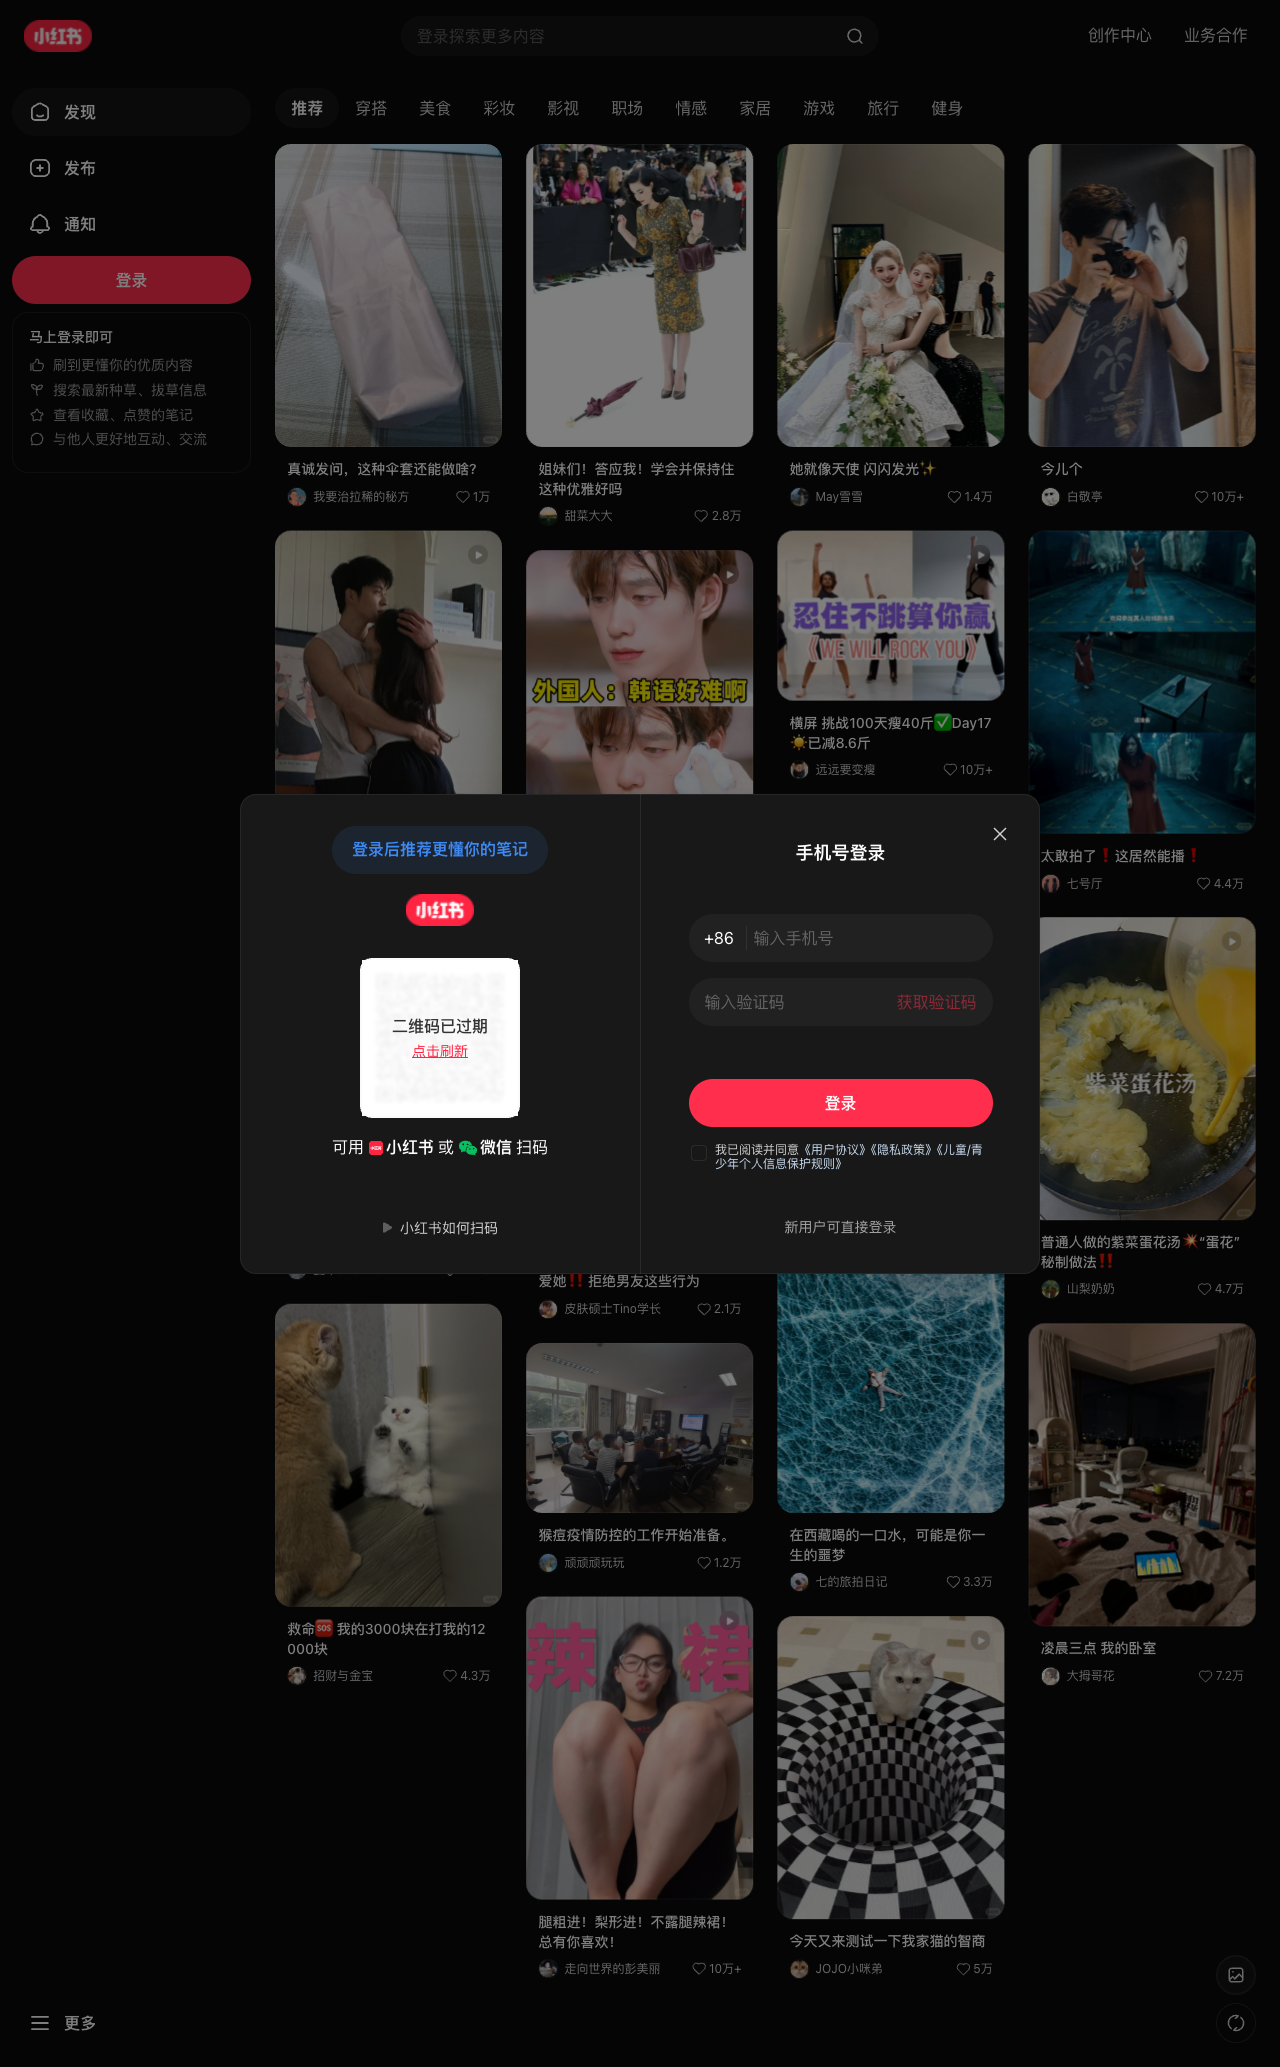 小红书
登录探索更多内容
创作中心
业务合作
发现
发布
通知
登录
马上登录即可
刷到更懂你的优质内容
搜索最新种草、拔草信息
查看收藏、点赞的笔记
与他人更好地互动、交流
推荐
穿搭
美食
彩妆
影视
职场
情感
家居
游戏
旅行
健身
真诚发问，这种伞套还能做啥？
我要治拉稀的秘方
1万
姐妹们！答应我！学会并保持住
这种优雅好吗
甜菜大大
2.8万
她就像天使 闪闪发光✨
May雪雪
1.4万
今儿个
白敬亭
10万+
外国人：韩语好难啊
忍住不跳算你赢
《WE WILL ROCK YOU》
横屏 挑战100天瘦40斤✅Day17
☀️已减8.6斤
远远要变瘦
10万+
太敢拍了❗这居然能播❗
七号厅
4.4万
登录后推荐更懂你的笔记
小红书
二维码已过期
点击刷新
可用 小红书 或 微信 扫码
小红书如何扫码
手机号登录
+86
输入手机号
输入验证码
获取验证码
登录
我已阅读并同意《用户协议》《隐私政策》《儿童/青
少年个人信息保护规则》
新用户可直接登录
紫菜蛋花汤
普通人做的紫菜蛋花汤💥“蛋花”
秘制做法‼️
山梨奶奶
4.7万
爱她‼️拒绝男友这些行为
皮肤硕士Tino学长
2.1万
猴痘疫情防控的工作开始准备。
顽顽顽玩玩
1.2万
在西藏喝的一口水，可能是你一
生的噩梦
七的旅拍日记
3.3万
救命🆘 我的3000块在打我的12
000块
招财与金宝
4.3万
凌晨三点 我的卧室
大拇哥花
7.2万
辣 裙
腿粗进！梨形进！不露腿辣裙！
总有你喜欢！
走向世界的彭美丽
10万+
今天又来测试一下我家猫的智商
JOJO小咪弟
5万
更多